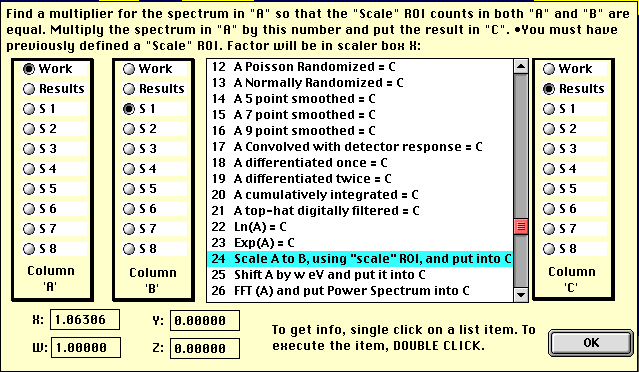 Find a multiplier for the spectrum in "A" so that the "Scale" ROI counts in both "A" and "B" are
equal. Multiply the spectrum in "A" by this number and put the result in "C". •You must have
previously defined a "Scale" ROI. Factor will be in scaler box X:
Work
Results
S 1
S 2
S 3
S 4
S 5
S 6
S 7
S 8
Column
'A'
Work
Results
S 1
S 2
S 3
S 4
S 5
S 6
S 7
S 8
Column
'B'
12 A Poisson Randomized = C
13 A Normally Randomized = C
14 A 5 point smoothed = C
15 A 7 point smoothed = C
16 A 9 point smoothed = C
17 A Convolved with detector response = C
18 A differentiated once = C
19 A differentiated twice = C
20 A cumulatively integrated = C
21 A top-hat digitally filtered = C
22 Ln(A) = C
23 Exp(A) = C
24 Scale A to B, using "scale" ROI, and put into C
25 Shift A by w eV and put it into C
26 FFT (A) and put Power Spectrum into C
Work
Results
S 1
S 2
S 3
S 4
S 5
S 6
S 7
S 8
Column
'C'
X: 1.06306
Y: 0.00000
W: 1.00000
Z: 0.00000
To get info, single click on a list item. To
execute the item, DOUBLE CLICK.
OK